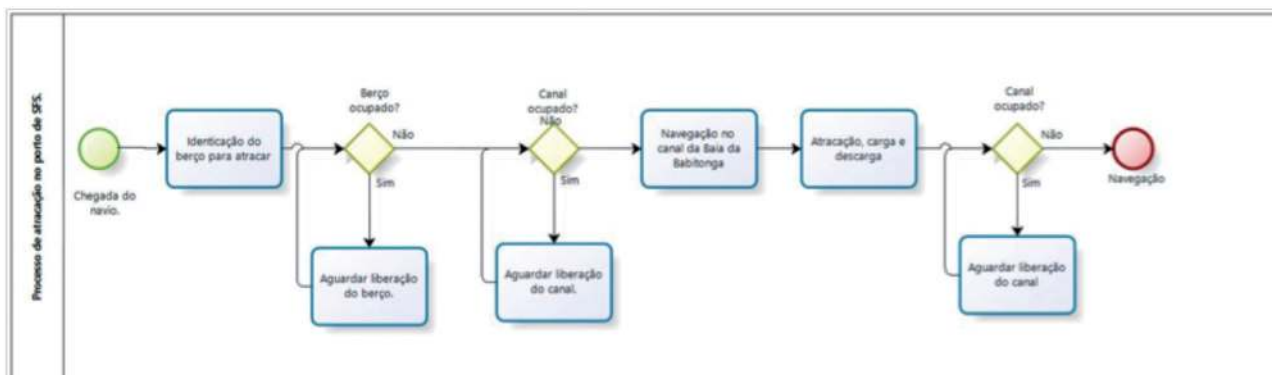 Processo de atracação no porto de SFS.
Chegada do
navio.
Identicação do
berço para atracar
Berço
ocupado?
Não
Sim
Aguardar liberação
do berço.
Canal
ocupado?
Não
Sim
Aguardar liberação
do canal.
Navegação no
canal da Baia da
Babitonga
Atracação, carga e
descarga
Canal
ocupado?
Não
Sim
Aguardar liberação
do canal
Navegação